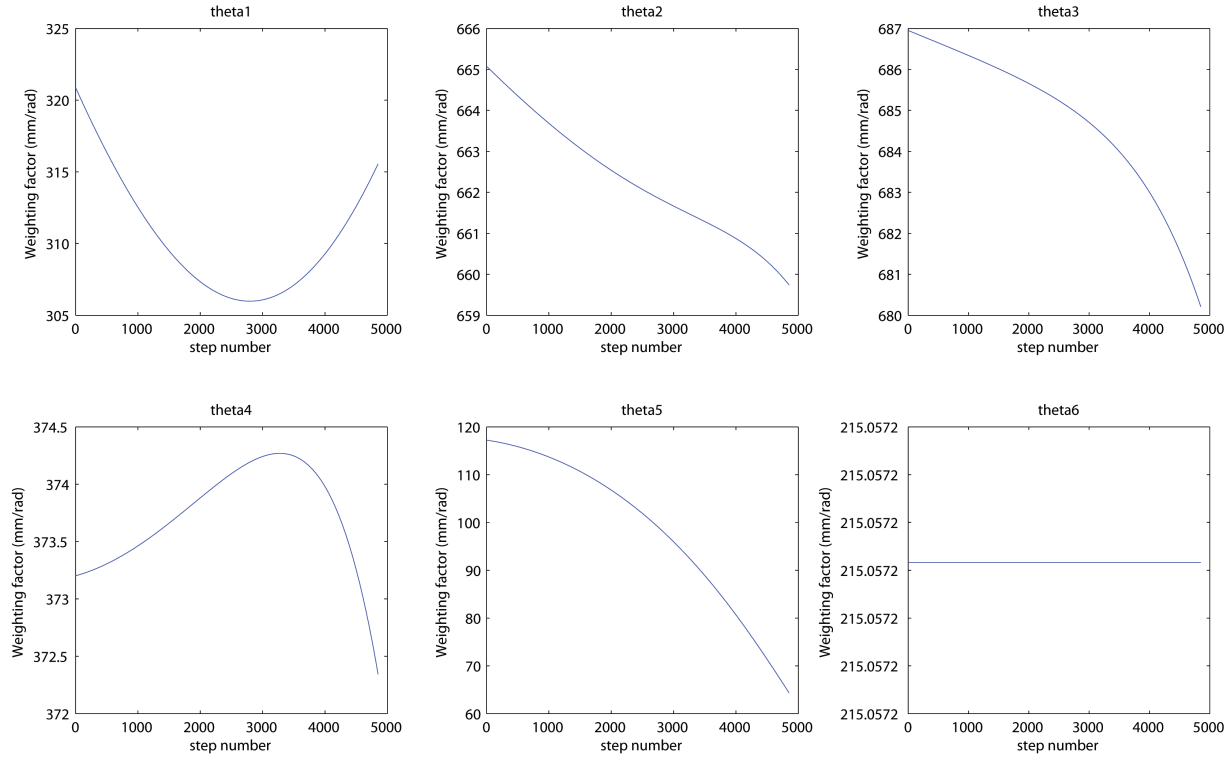 theta1
325
320
315
310
305
Weighting factor (mm/rad)
0 1000 2000 3000 4000 5000
step number
theta2
666
665
664
663
662
661
660
659
Weighting factor (mm/rad)
0 1000 2000 3000 4000 5000
step number
theta3
687
686
685
684
683
682
681
680
Weighting factor (mm/rad)
0 1000 2000 3000 4000 5000
step number
theta4
374.5
374
373.5
373
372.5
372
Weighting factor (mm/rad)
0 1000 2000 3000 4000 5000
step number
theta5
120
110
100
90
80
70
60
Weighting factor (mm/rad)
0 1000 2000 3000 4000 5000
step number
theta6
215.0572
215.0572
215.0572
215.0572
215.0572
215.0572
215.0572
Weighting factor (mm/rad)
0 1000 2000 3000 4000 5000
step number